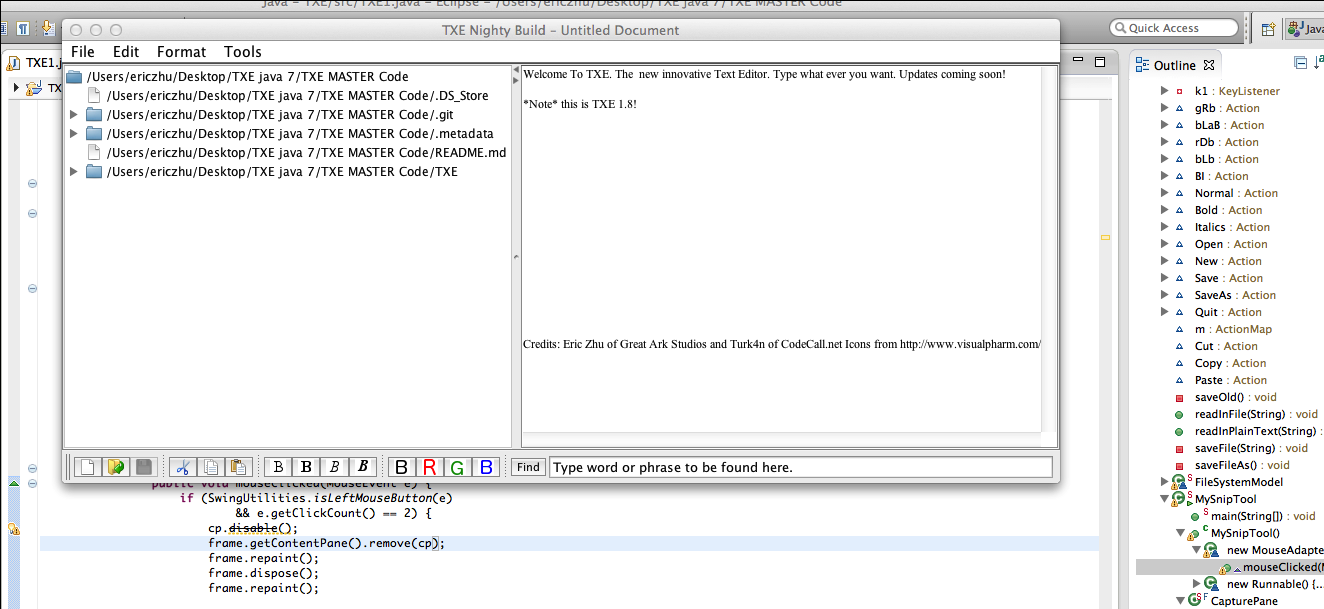 Java - TXE/src/TXE1.java - Eclipse - /Users/ericzhu/Desktop/TXE java 7/TXE MASTER Code
TXE Nighty Build - Untitled Document
Quick Access
Java
File Edit Format Tools
TXE1.j
Outline
TX
/Users/ericzhu/Desktop/TXE java 7/TXE MASTER Code
/Users/ericzhu/Desktop/TXE java 7/TXE MASTER Code/.DS_Store
/Users/ericzhu/Desktop/TXE java 7/TXE MASTER Code/.git
/Users/ericzhu/Desktop/TXE java 7/TXE MASTER Code/.metadata
/Users/ericzhu/Desktop/TXE java 7/TXE MASTER Code/README.md
/Users/ericzhu/Desktop/TXE java 7/TXE MASTER Code/TXE
Welcome To TXE. The  new innovative Text Editor. Type what ever you want. Updates coming soon!
*Note* this is TXE 1.8!
Credits: Eric Zhu of Great Ark Studios and Turk4n of CodeCall.net Icons from http://www.visualpharm.com/
B B B B B R G B Find Type word or phrase to be found here.
public void mouseClicked(MouseEvent e) {
if (SwingUtilities.isLeftMouseButton(e)
&& e.getClickCount() == 2) {
cp.disable();
frame.getContentPane().remove(cp);
frame.repaint();
frame.dispose();
frame.repaint();
k1 : KeyListener
gRb : Action
bLaB : Action
rDb : Action
bLb : Action
BI : Action
Normal : Action
Bold : Action
Italics : Action
Open : Action
New : Action
Save : Action
SaveAs : Action
Quit : Action
m : ActionMap
Cut : Action
Copy : Action
Paste : Action
saveOld() : void
readInFile(String) : void
readInPlainText(String) :
saveFile(String) : void
saveFileAs() : void
FileSystemModel
MySnipTool
main(String[]) : void
MySnipTool()
new MouseAdapte
mouseClicked(M
new Runnable() {...
CapturePane